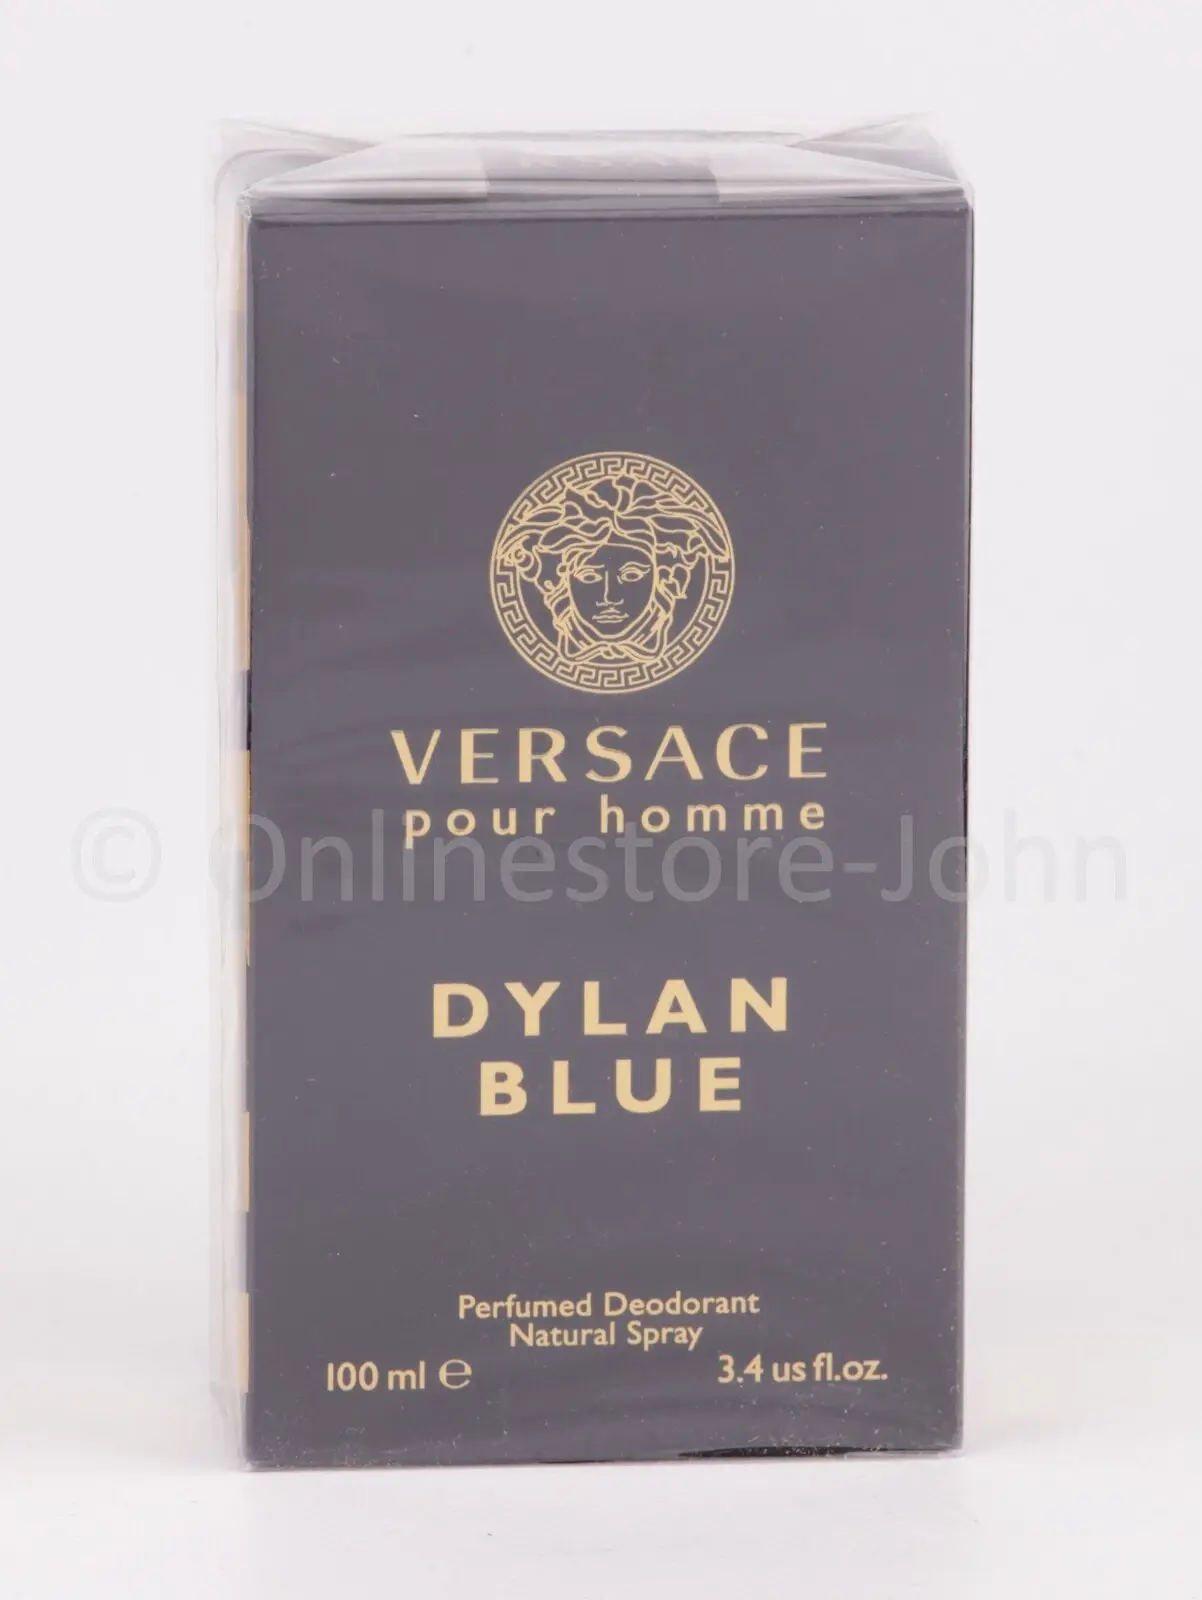 VERSACE
pour homme
© Onlinestore-John
DYLAN
BLUE
Perfumed Deodorant
Natural Spray
100 ml ℮ 3.4 us fl.oz.